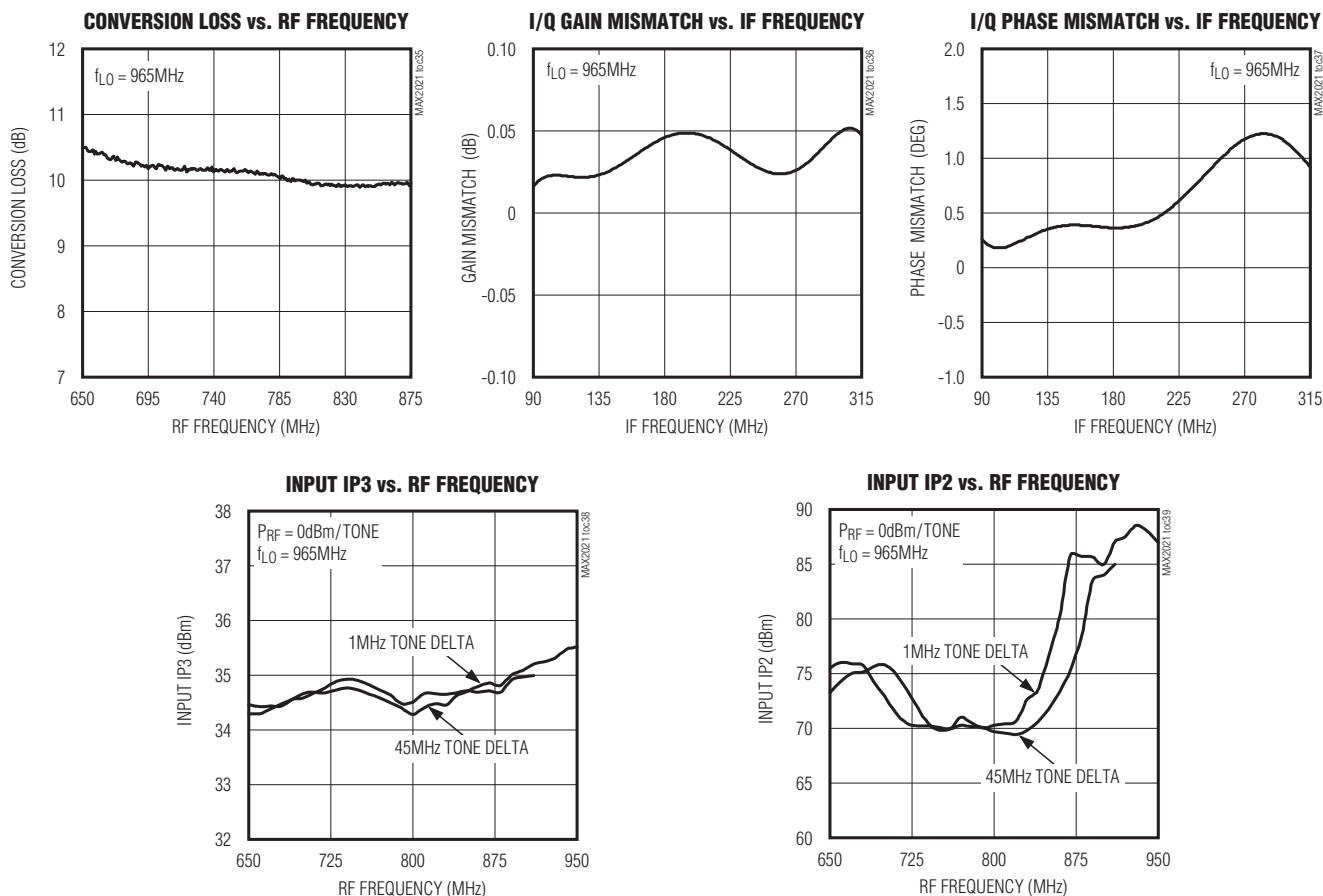 CONVERSION LOSS vs. RF FREQUENCY
12
11
10
9
8
7
CONVERSION LOSS (dB)
fLO = 965MHz
MAX2021 toc35
650 695 740 785 830 875
RF FREQUENCY (MHz)
I/Q GAIN MISMATCH vs. IF FREQUENCY
0.10
0.05
0
-0.05
-0.10
GAIN MISMATCH (dB)
fLO = 965MHz
MAX2021 toc36
90 135 180 225 270 315
IF FREQUENCY (MHz)
I/Q PHASE MISMATCH vs. IF FREQUENCY
2.0
1.5
1.0
0.5
0
-0.5
-1.0
PHASE MISMATCH (DEG)
fLO = 965MHz
MAX2021 toc37
90 135 180 225 270 315
IF FREQUENCY (MHz)
INPUT IP3 vs. RF FREQUENCY
38
37
36
35
34
33
32
INPUT IP3 (dBm)
PRF = 0dBm/TONE
fLO = 965MHz
1MHz TONE DELTA
45MHz TONE DELTA
MAX2021 toc38
650 725 800 875 950
RF FREQUENCY (MHz)
INPUT IP2 vs. RF FREQUENCY
90
85
80
75
70
65
60
INPUT IP2 (dBm)
PRF = 0dBm/TONE
fLO = 965MHz
1MHz TONE DELTA
45MHz TONE DELTA
MAX2021 toc39
650 725 800 875 950
RF FREQUENCY (MHz)